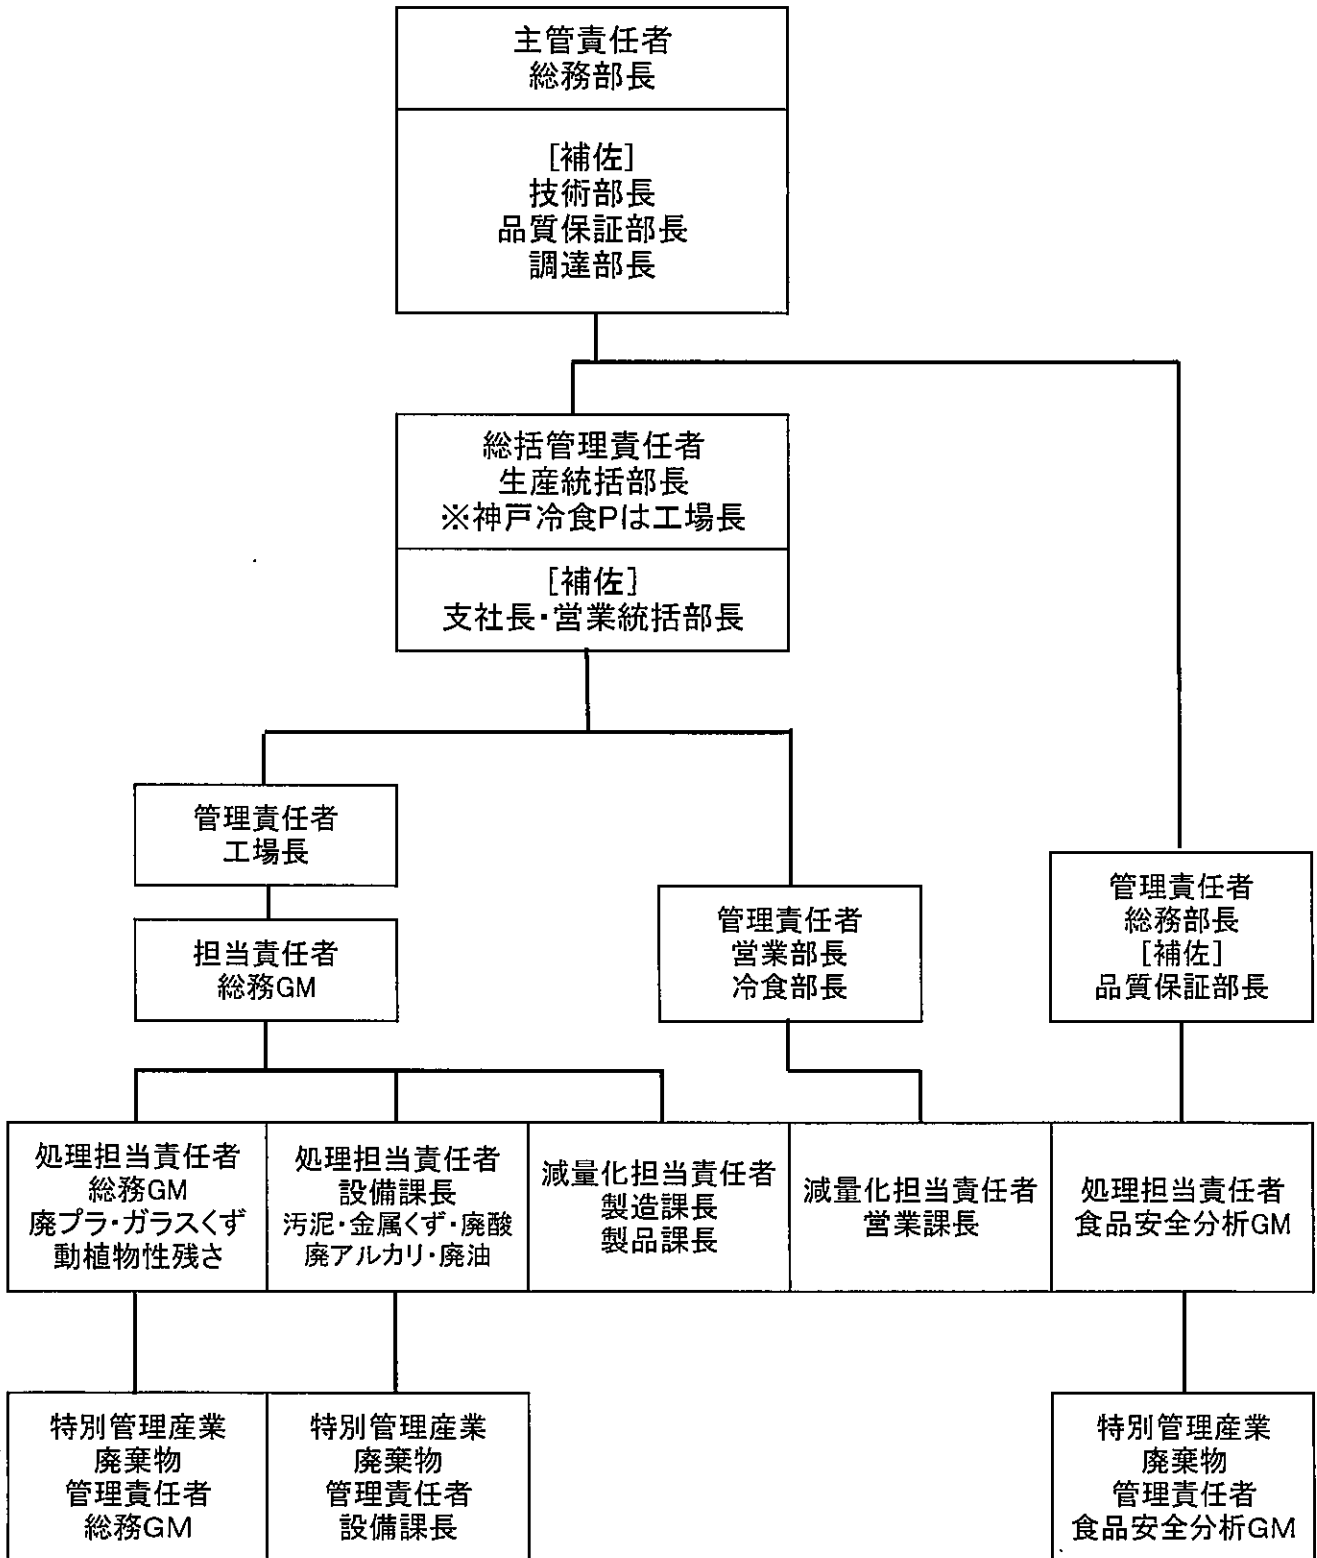 主管責任者
総務部長
[補佐]
技術部長
品質保証部長
調達部長
総括管理責任者
生産統括部長
※神戸冷食Pは工場長
[補佐]
支社長・営業統括部長
管理責任者
工場長
担当責任者
総務GM
管理責任者
営業部長
冷食部長
管理責任者
総務部長
[補佐]
品質保証部長
処理担当責任者
総務GM
廃プラ・ガラスくず
動植物性残さ
処理担当責任者
設備課長
汚泥・金属くず・廃酸
廃アルカリ・廃油
減量化担当責任者
製造課長
製品課長
減量化担当責任者
営業課長
処理担当責任者
食品安全分析GM
特別管理産業
廃棄物
管理責任者
総務GM
特別管理産業
廃棄物
管理責任者
設備課長
特別管理産業
廃棄物
管理責任者
食品安全分析GM